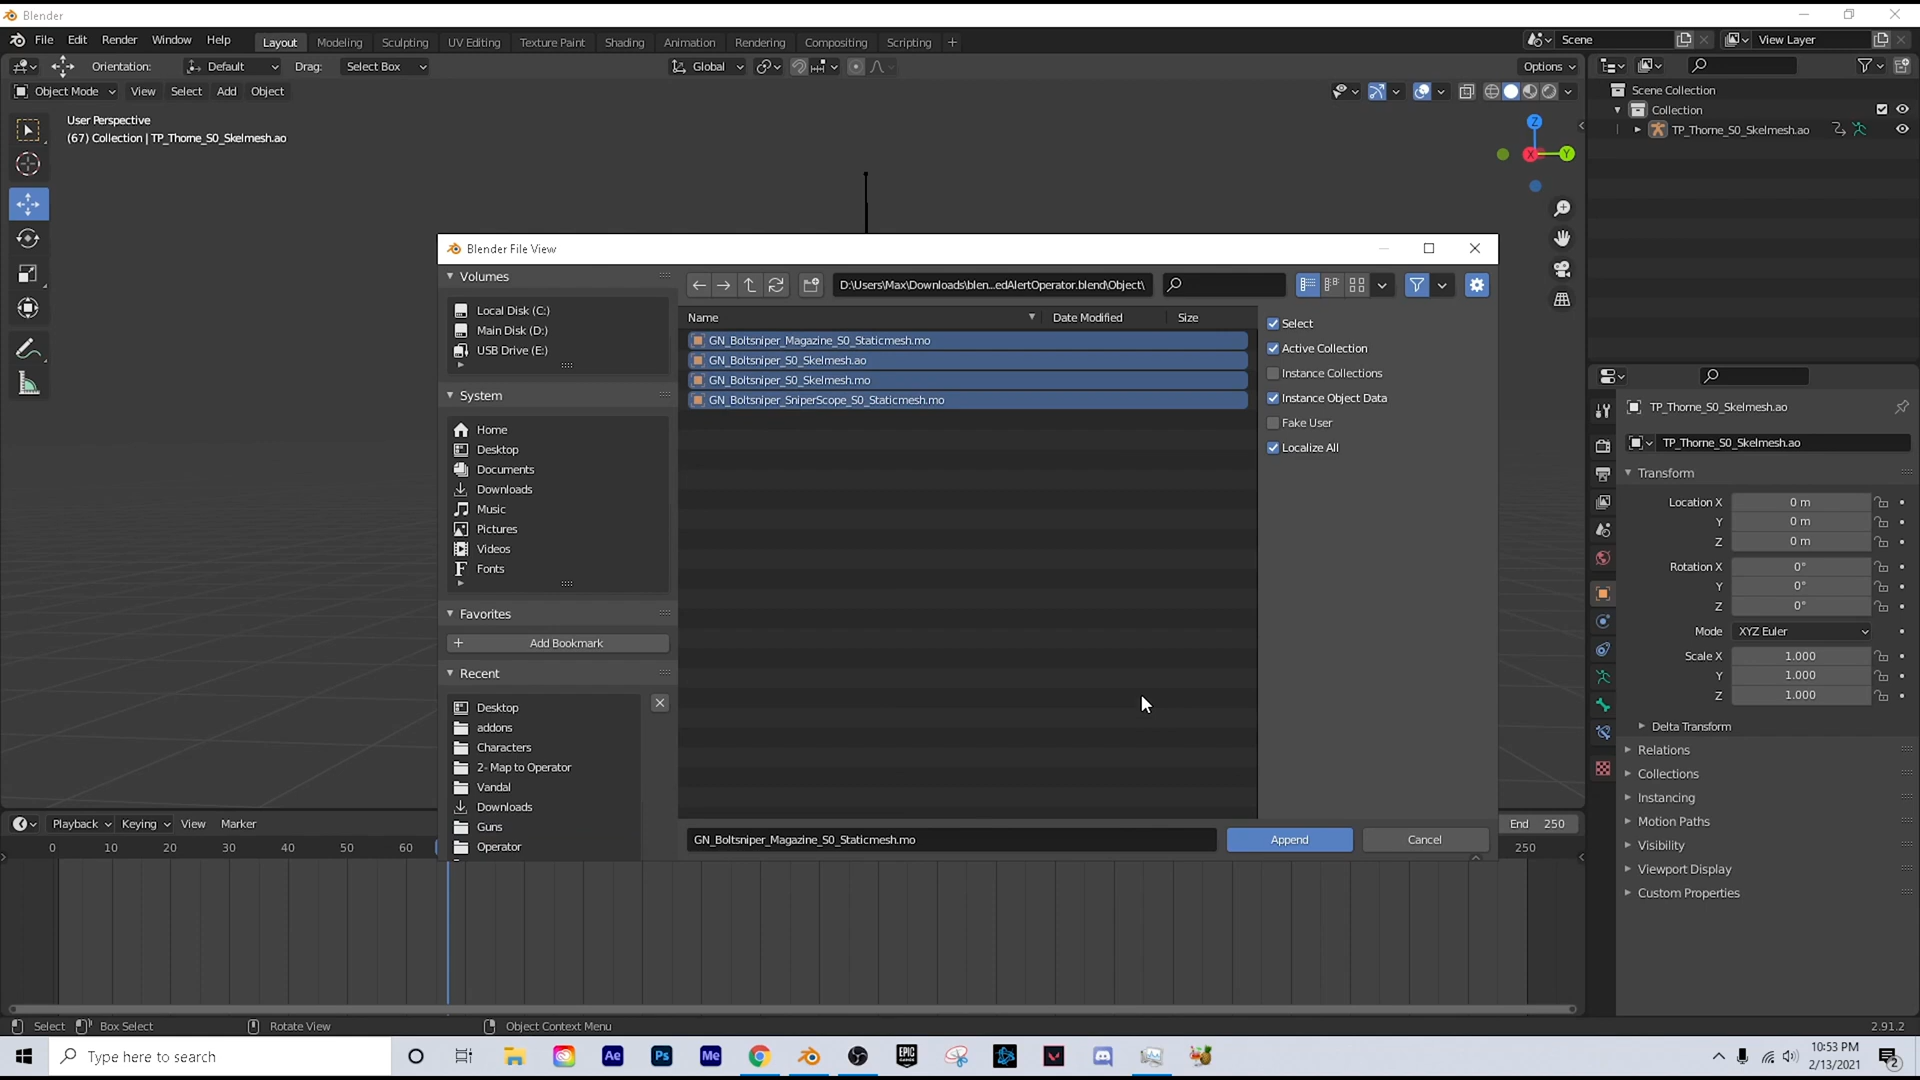 Blender
File Edit Render Window Help Layout Modeling Sculpting UV Editing Texture Paint Shading Animation Rendering Compositing Scripting + Scene View Layer
Orientation: Default Drag: Select Box Global Options
Object Mode View Select Add Object
User Perspective
(67) Collection | TP_Thorne_S0_Skelmesh.ao
Z
X Y
Scene Collection
Collection
TP_Thorne_S0_Skelmesh.ao
Blender File View
Volumes
Local Disk (C:)
Main Disk (D:)
USB Drive (E:)
System
Home
Desktop
Documents
Downloads
Music
Pictures
Videos
Fonts
Favorites
Add Bookmark
Recent
Desktop
addons
Characters
2- Map to Operator
Vandal
Downloads
Guns
Operator
D:\Users\Max\Downloads\blen...edAlertOperator.blend\Object\
Name Date Modified Size
GN_Boltsniper_Magazine_S0_Staticmesh.mo
GN_Boltsniper_S0_Skelmesh.ao
GN_Boltsniper_S0_Skelmesh.mo
GN_Boltsniper_SniperScope_S0_Staticmesh.mo
Select
Active Collection
Instance Collections
Instance Object Data
Fake User
Localize All
GN_Boltsniper_Magazine_S0_Staticmesh.mo Append Cancel
TP_Thorne_S0_Skelmesh.ao
TP_Thorne_S0_Skelmesh.ao
Transform
Location X 0 m
Y 0 m
Z 0 m
Rotation X 0°
Y 0°
Z 0°
Mode XYZ Euler
Scale X 1.000
Y 1.000
Z 1.000
Delta Transform
Relations
Collections
Instancing
Motion Paths
Visibility
Viewport Display
Custom Properties
Playback Keying View Marker End 250
0 10 20 30 40 50 60 250
Select Box Select Rotate View Object Context Menu 2.91.2
Type here to search
Ae Ps Me EPIC GAMES
10:53 PM
2/13/2021
2